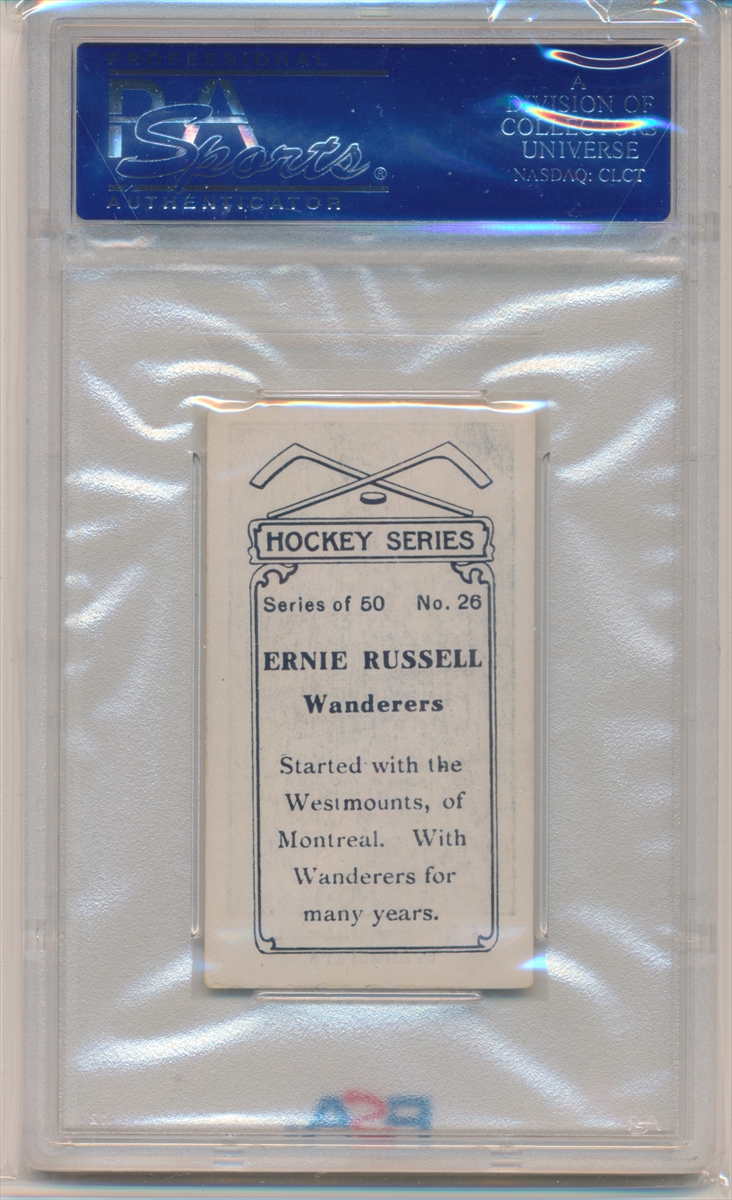 PROFESSIONAL
PSA
Sports®
AUTHENTICATOR
A
DIVISION OF
COLLECTORS
UNIVERSE
NASDAQ: CLCT
HOCKEY SERIES
Series of 50 No. 26
ERNIE RUSSELL
Wanderers
Started with the
Westmounts, of
Montreal. With
Wanderers for
many years.
PSA